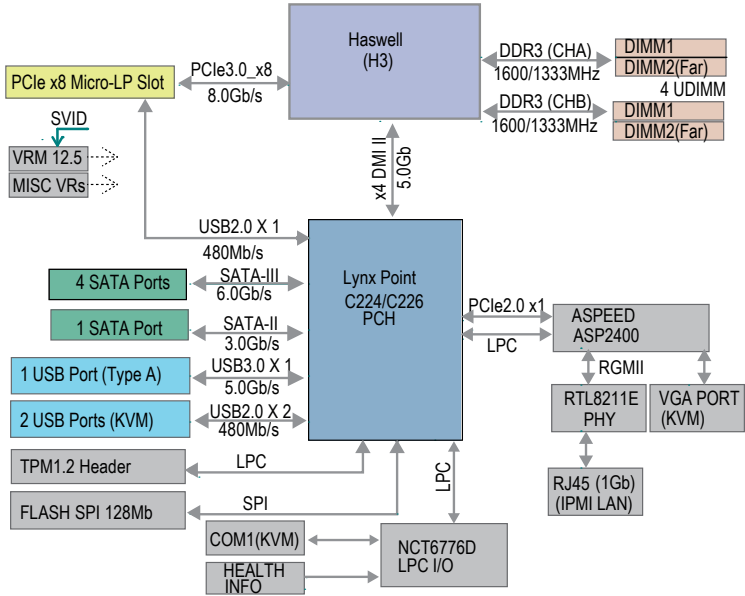 Haswell
(H3)
PCIe x8 Micro-LP Slot
PCIe3.0_x8
8.0Gb/s
DDR3 (CHA)
1600/1333MHz
DIMM1
DIMM2(Far)
4 UDIMM
DDR3 (CHB)
1600/1333MHz
DIMM1
DIMM2(Far)
SVID
VRM 12.5
MISC VRs
x4 DMI II
5.0Gb
USB2.0 X 1
480Mb/s
Lynx Point
C224/C226
PCH
4 SATA Ports
SATA-III
6.0Gb/s
1 SATA Port
SATA-II
3.0Gb/s
1 USB Port (Type A)
USB3.0 X 1
5.0Gb/s
2 USB Ports (KVM)
USB2.0 X 2
480Mb/s
PCIe2.0 x1
LPC
ASPEED
ASP2400
RGMII
RTL8211E
PHY
VGA PORT
(KVM)
RJ45 (1Gb)
(IPMI LAN)
TPM1.2 Header
LPC
FLASH SPI 128Mb
SPI
LPC
COM1(KVM)
HEALTH
INFO
NCT6776D
LPC I/O